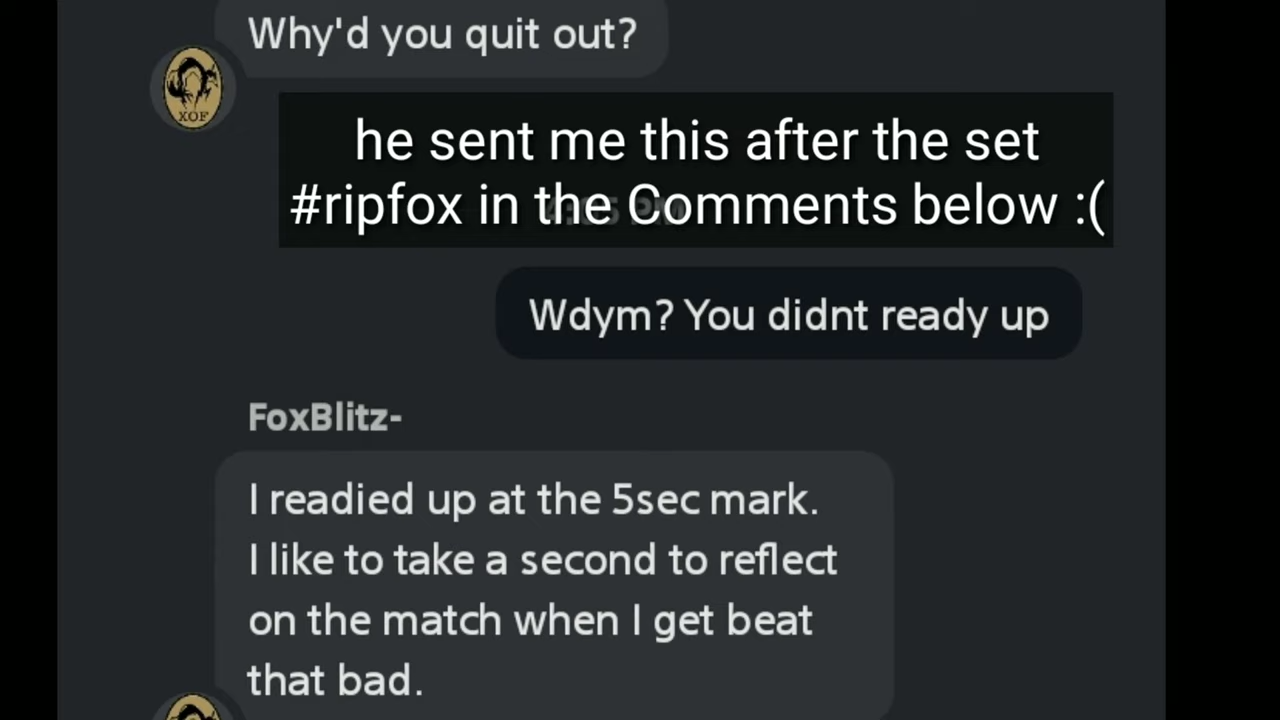 Why'd you quit out?
XOF
he sent me this after the set
#ripfox in the Comments below :(
Wdym? You didnt ready up
FoxBlitz-
I readied up at the 5sec mark.
I like to take a second to reflect
on the match when I get beat
that bad.